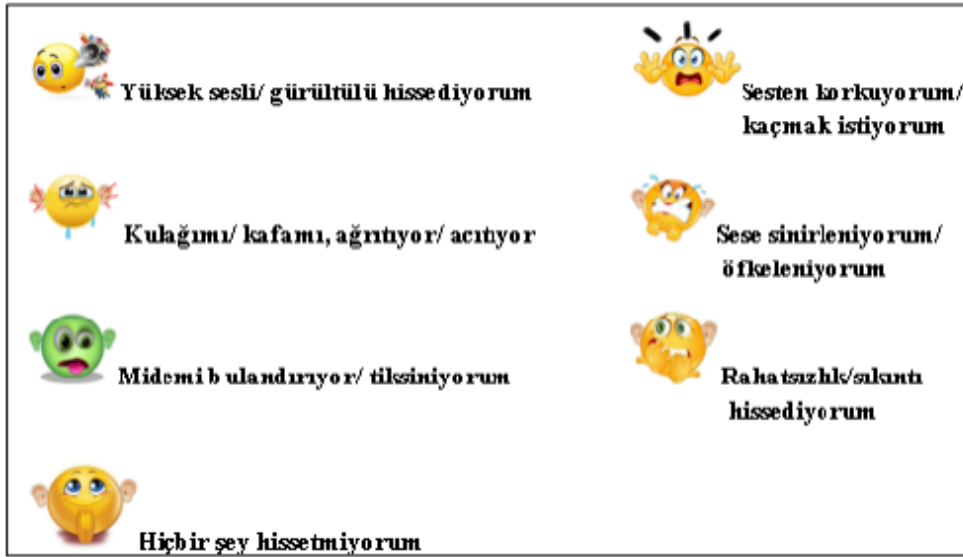 Yüksek sesli/ gürültülü hissediyorum
Sesten korkuyorum/
kaçmak istiyorum
Kulağımı/ kafamı, ağrıtıyor/ acıtıyor
Sese sinirleniyorum/
öfkeleniyorum
Midemi bulandırıyor/ tiksiniyorum
Rahatsızlık/sıkıntı
hissediyorum
Hiçbir şey hissetmiyorum